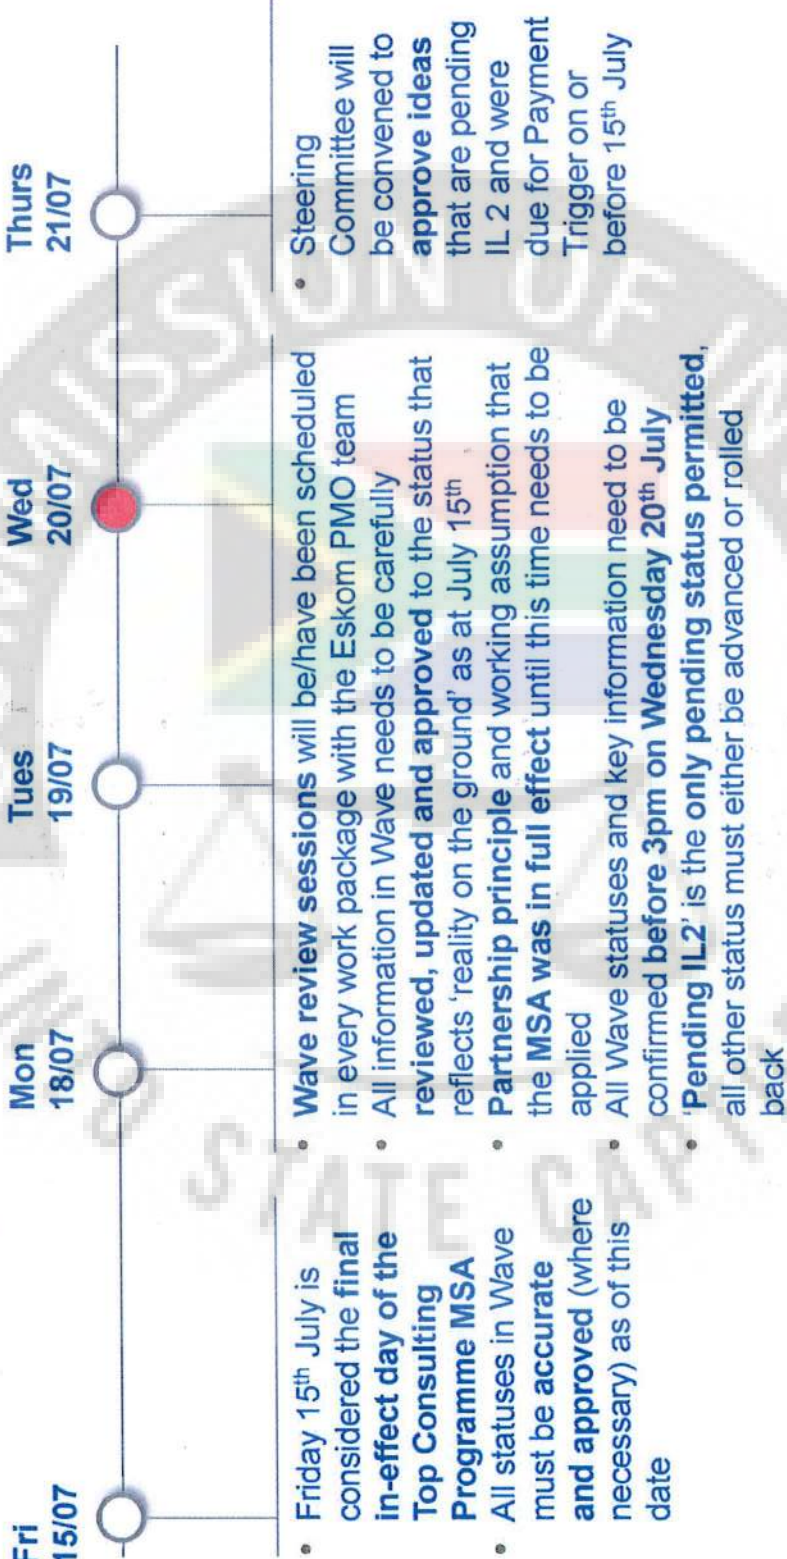 Fri
15/07
Mon
18/07
Tues
19/07
Wed
20/07
Thurs
21/07
• Friday 15th July is
considered the final
in-effect day of the
Top Consulting
Programme MSA
• All statuses in Wave
must be accurate
and approved (where
necessary) as of this
date
• Wave review sessions will be/have been scheduled
in every work package with the Eskom PMO team
• All information in Wave needs to be carefully
reviewed, updated and approved to the status that
reflects ‘reality on the ground’ as at July 15th
• Partnership principle and working assumption that
the MSA was in full effect until this time needs to be
applied
• All Wave statuses and key information need to be
confirmed before 3pm on Wednesday 20th July
• ‘Pending IL2’ is the only pending status permitted,
all other status must either be advanced or rolled
back
• Steering
Committee will
be convened to
approve ideas
that are pending
IL2 and were
due for Payment
Trigger on or
before 15th July
STATE